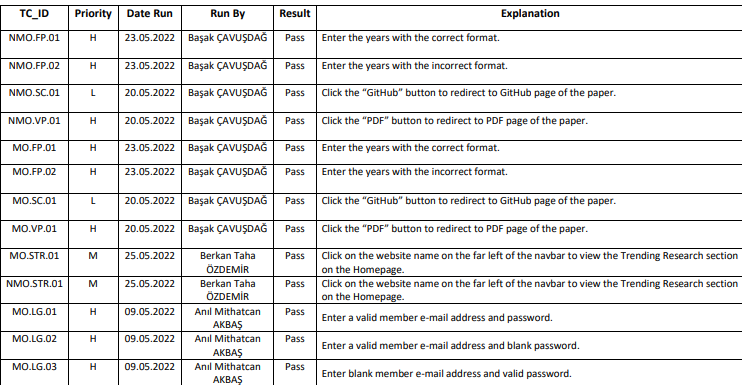 TC_ID Priority Date Run Run By Result Explanation
NMO.FP.01 H 23.05.2022 Başak ÇAVUŞDAĞ Pass Enter the years with the correct format.
NMO.FP.02 H 23.05.2022 Başak ÇAVUŞDAĞ Pass Enter the years with the incorrect format.
NMO.SC.01 L 20.05.2022 Başak ÇAVUŞDAĞ Pass Click the “GitHub” button to redirect to GitHub page of the paper.
NMO.VP.01 H 20.05.2022 Başak ÇAVUŞDAĞ Pass Click the “PDF” button to redirect to PDF page of the paper.
MO.FP.01 H 23.05.2022 Başak ÇAVUŞDAĞ Pass Enter the years with the correct format.
MO.FP.02 H 23.05.2022 Başak ÇAVUŞDAĞ Pass Enter the years with the incorrect format.
MO.SC.01 L 20.05.2022 Başak ÇAVUŞDAĞ Pass Click the “GitHub” button to redirect to GitHub page of the paper.
MO.VP.01 H 20.05.2022 Başak ÇAVUŞDAĞ Pass Click the “PDF” button to redirect to PDF page of the paper.
MO.STR.01 M 25.05.2022 Berkan Taha Pass Click on the website name on the far left of the navbar to view the Trending Research section
ÖZDEMİR on the Homepage.
NMO.STR.01 M 25.05.2022 Berkan Taha Pass Click on the website name on the far left of the navbar to view the Trending Research section
ÖZDEMİR on the Homepage.
MO.LG.01 H 09.05.2022 Anıl Mithatcan Pass Enter a valid member e-mail address and password.
AKBAŞ
MO.LG.02 H 09.05.2022 Anıl Mithatcan Pass Enter a valid member e-mail address and blank password.
AKBAŞ
MO.LG.03 H 09.05.2022 Anıl Mithatcan Pass Enter blank member e-mail address and valid password.
AKBAŞ